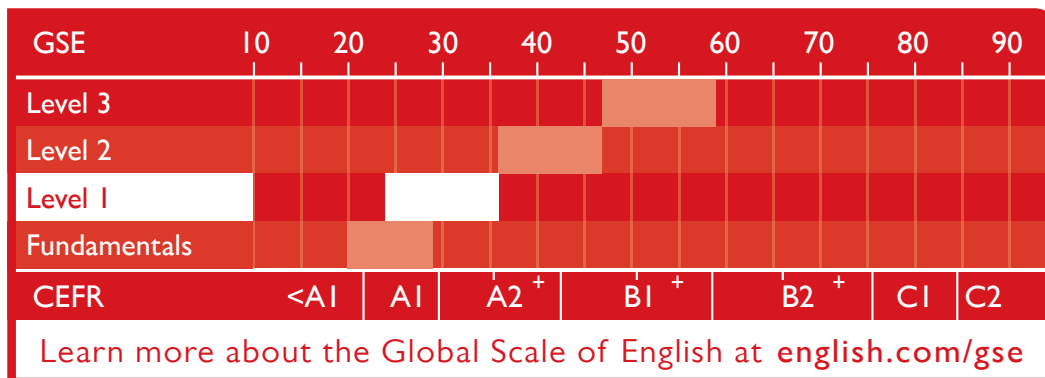 GSE 10 20 30 40 50 60 70 80 90
Level 3
Level 2
Level 1
Fundamentals
CEFR <A1 A1 A2 + B1 + B2 + C1 C2
Learn more about the Global Scale of English at english.com/gse